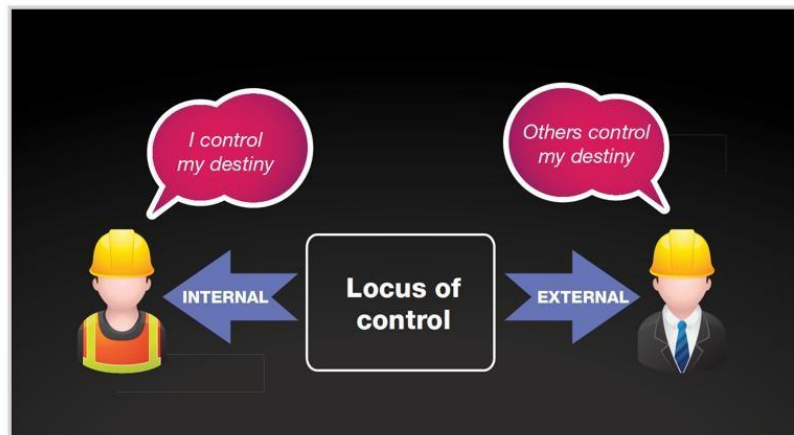 I control
my destiny
Others control
my destiny
INTERNAL
Locus of
control
EXTERNAL